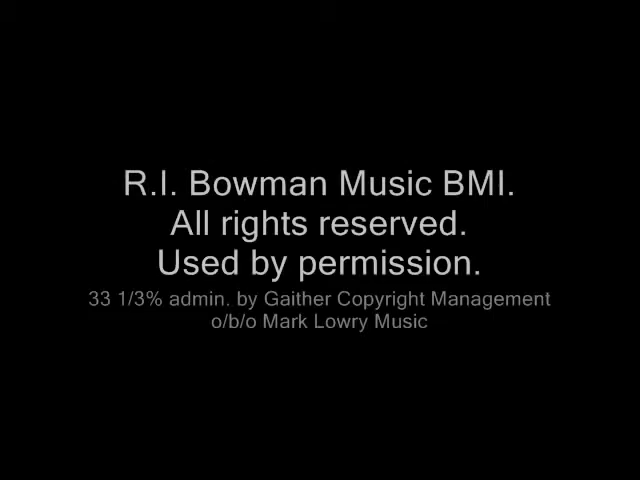 R.I. Bowman Music BMI.
All rights reserved.
Used by permission.
33 1/3% admin. by Gaither Copyright Management
o/b/o Mark Lowry Music